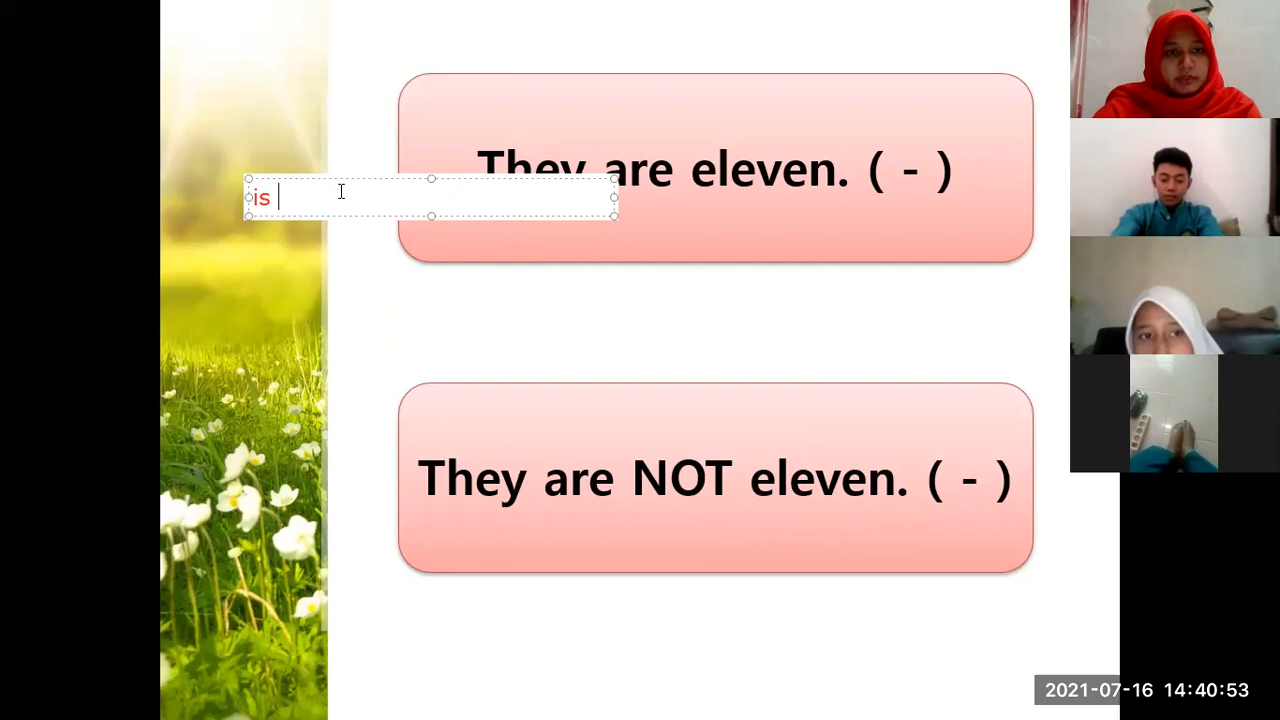 They are eleven. ( - )
is
They are NOT eleven. ( - )
2021-07-16 14:40:53